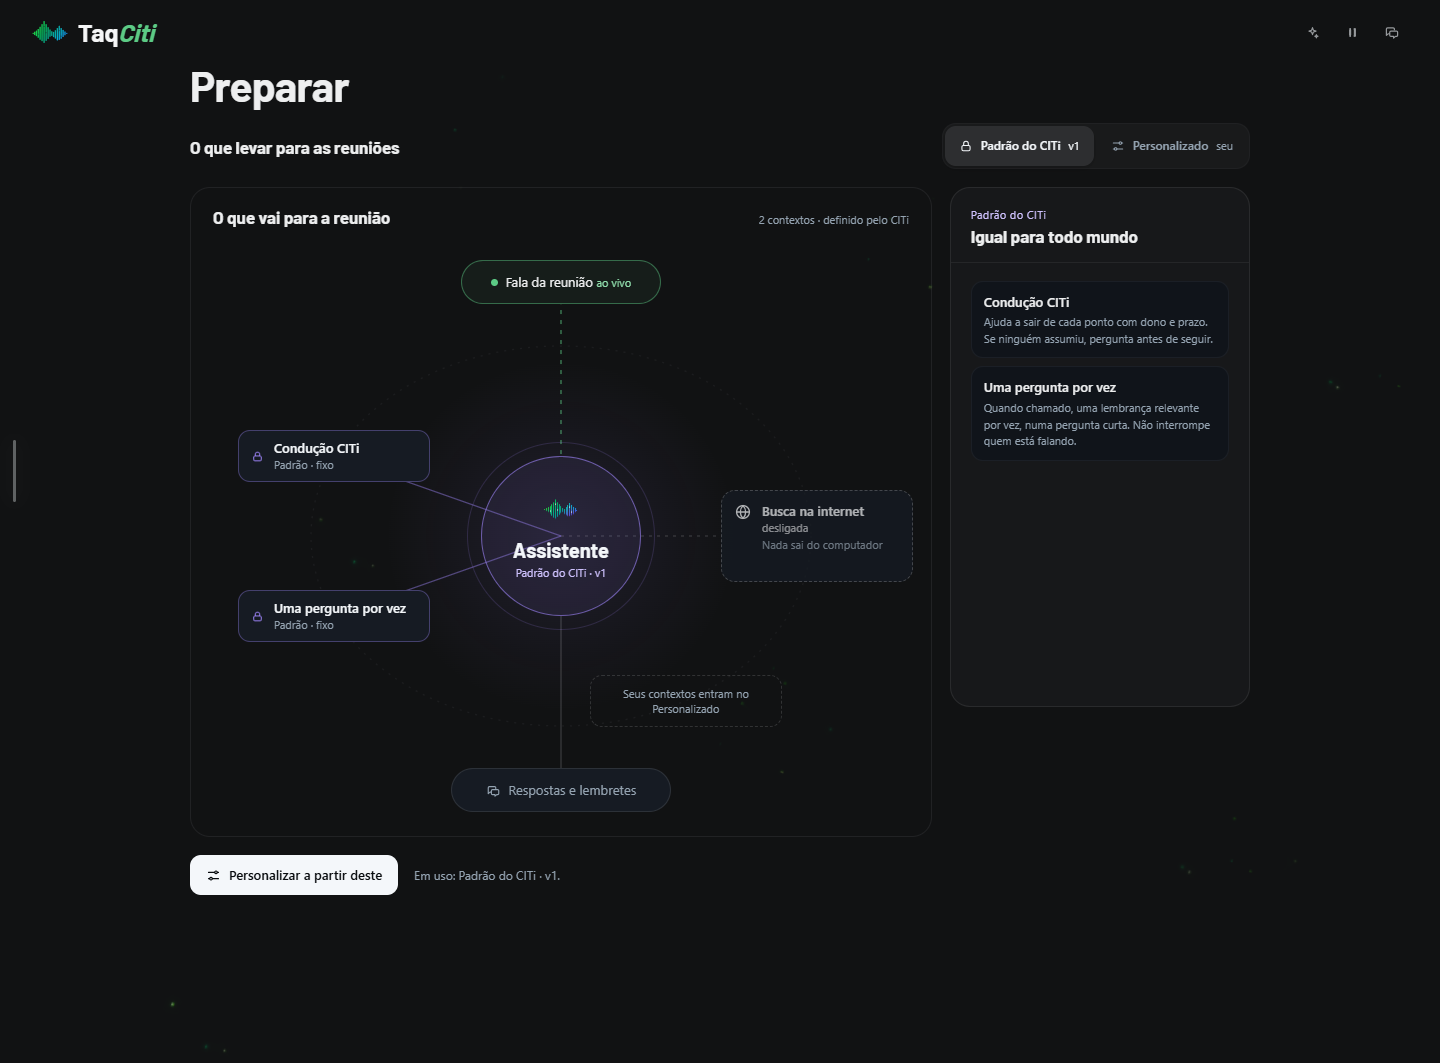 TaqCiti
Preparar
O que levar para as reuniões
Padrão do CITi v1
Personalizado seu
O que vai para a reunião
2 contextos · definido pelo CITi
Fala da reunião ao vivo
Condução CITi
Padrão · fixo
Assistente
Padrão do CITi · v1
Busca na internet
desligada
Nada sai do computador
Uma pergunta por vez
Padrão · fixo
Seus contextos entram no
Personalizado
Respostas e lembretes
Padrão do CITi
Igual para todo mundo
Condução CITi
Ajuda a sair de cada ponto com dono e prazo.
Se ninguém assumiu, pergunta antes de seguir.
Uma pergunta por vez
Quando chamado, uma lembrança relevante
por vez, numa pergunta curta. Não interrompe
quem está falando.
Personalizar a partir deste
Em uso: Padrão do CITi · v1.